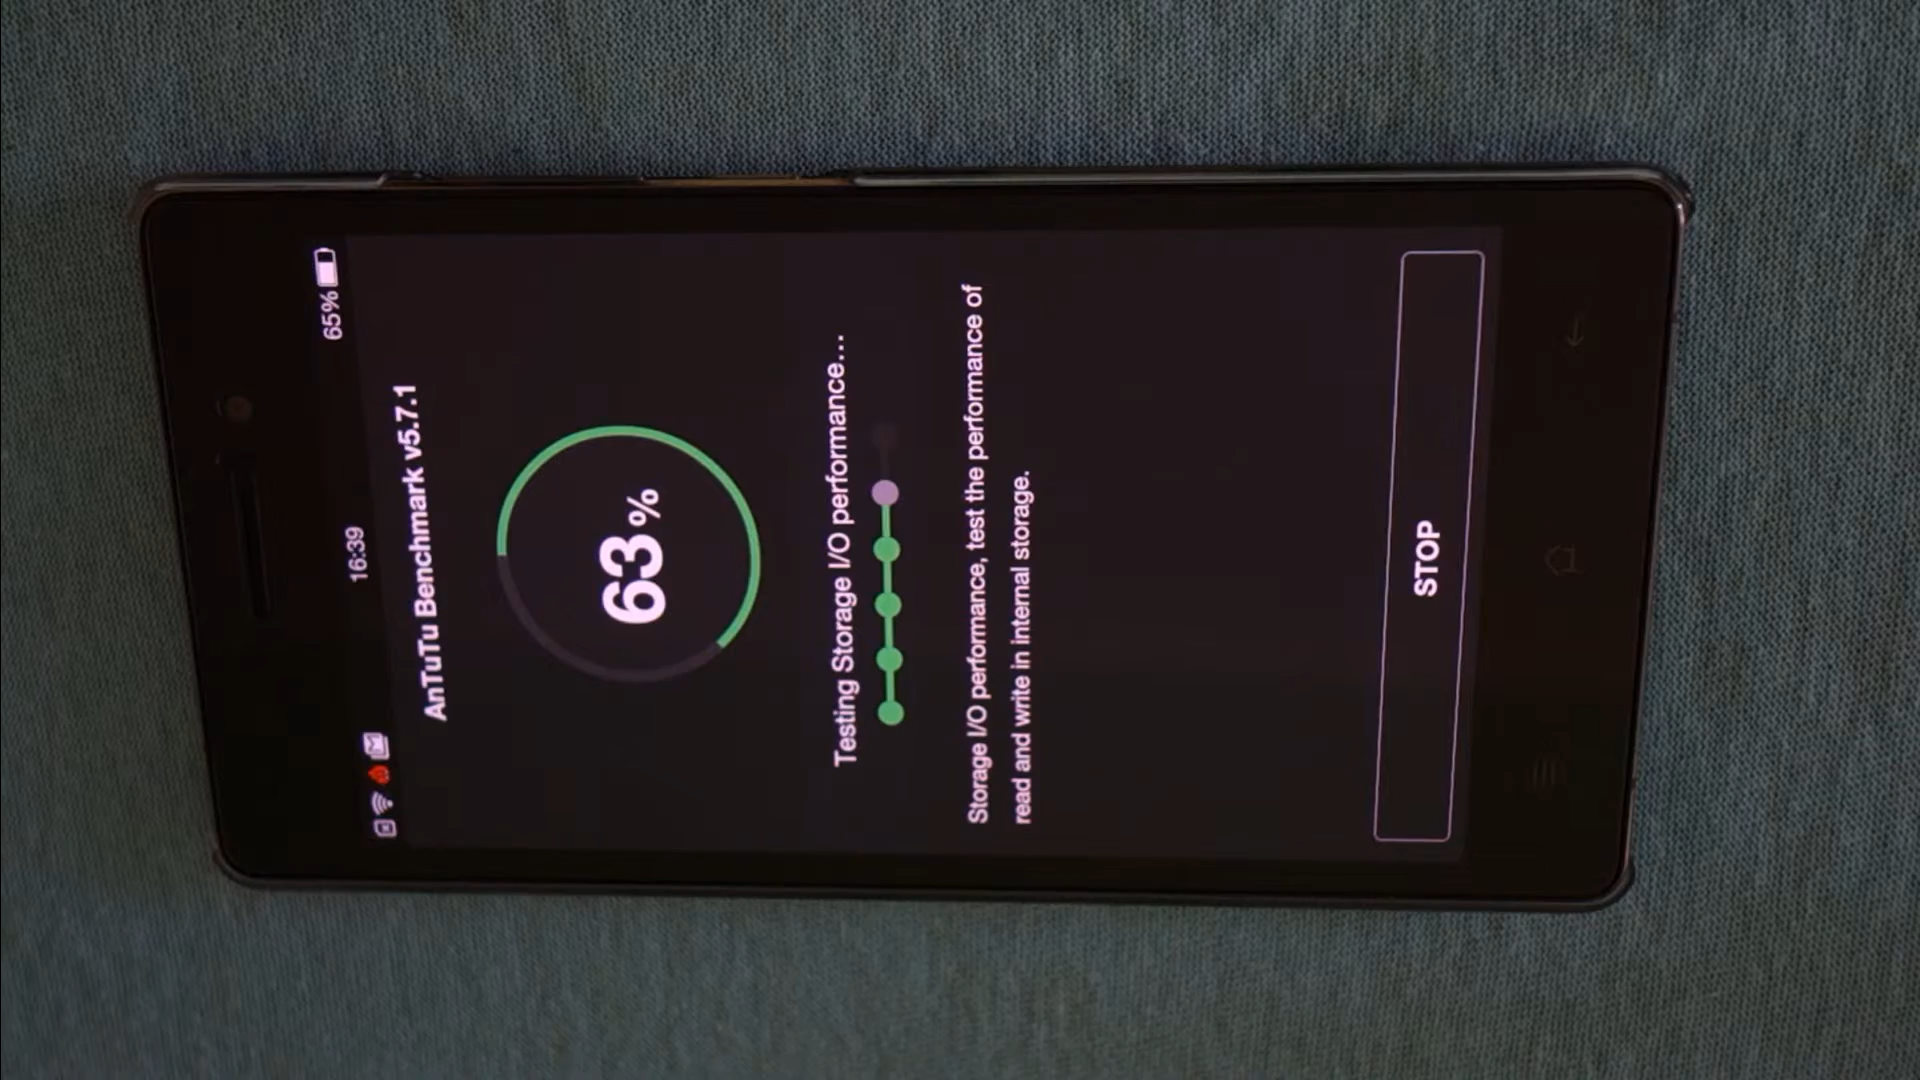 16:39
65%
AnTuTu Benchmark v5.7.1
63%
Testing Storage I/O performance...
Storage I/O performance, test the performance of
read and write in internal storage.
STOP